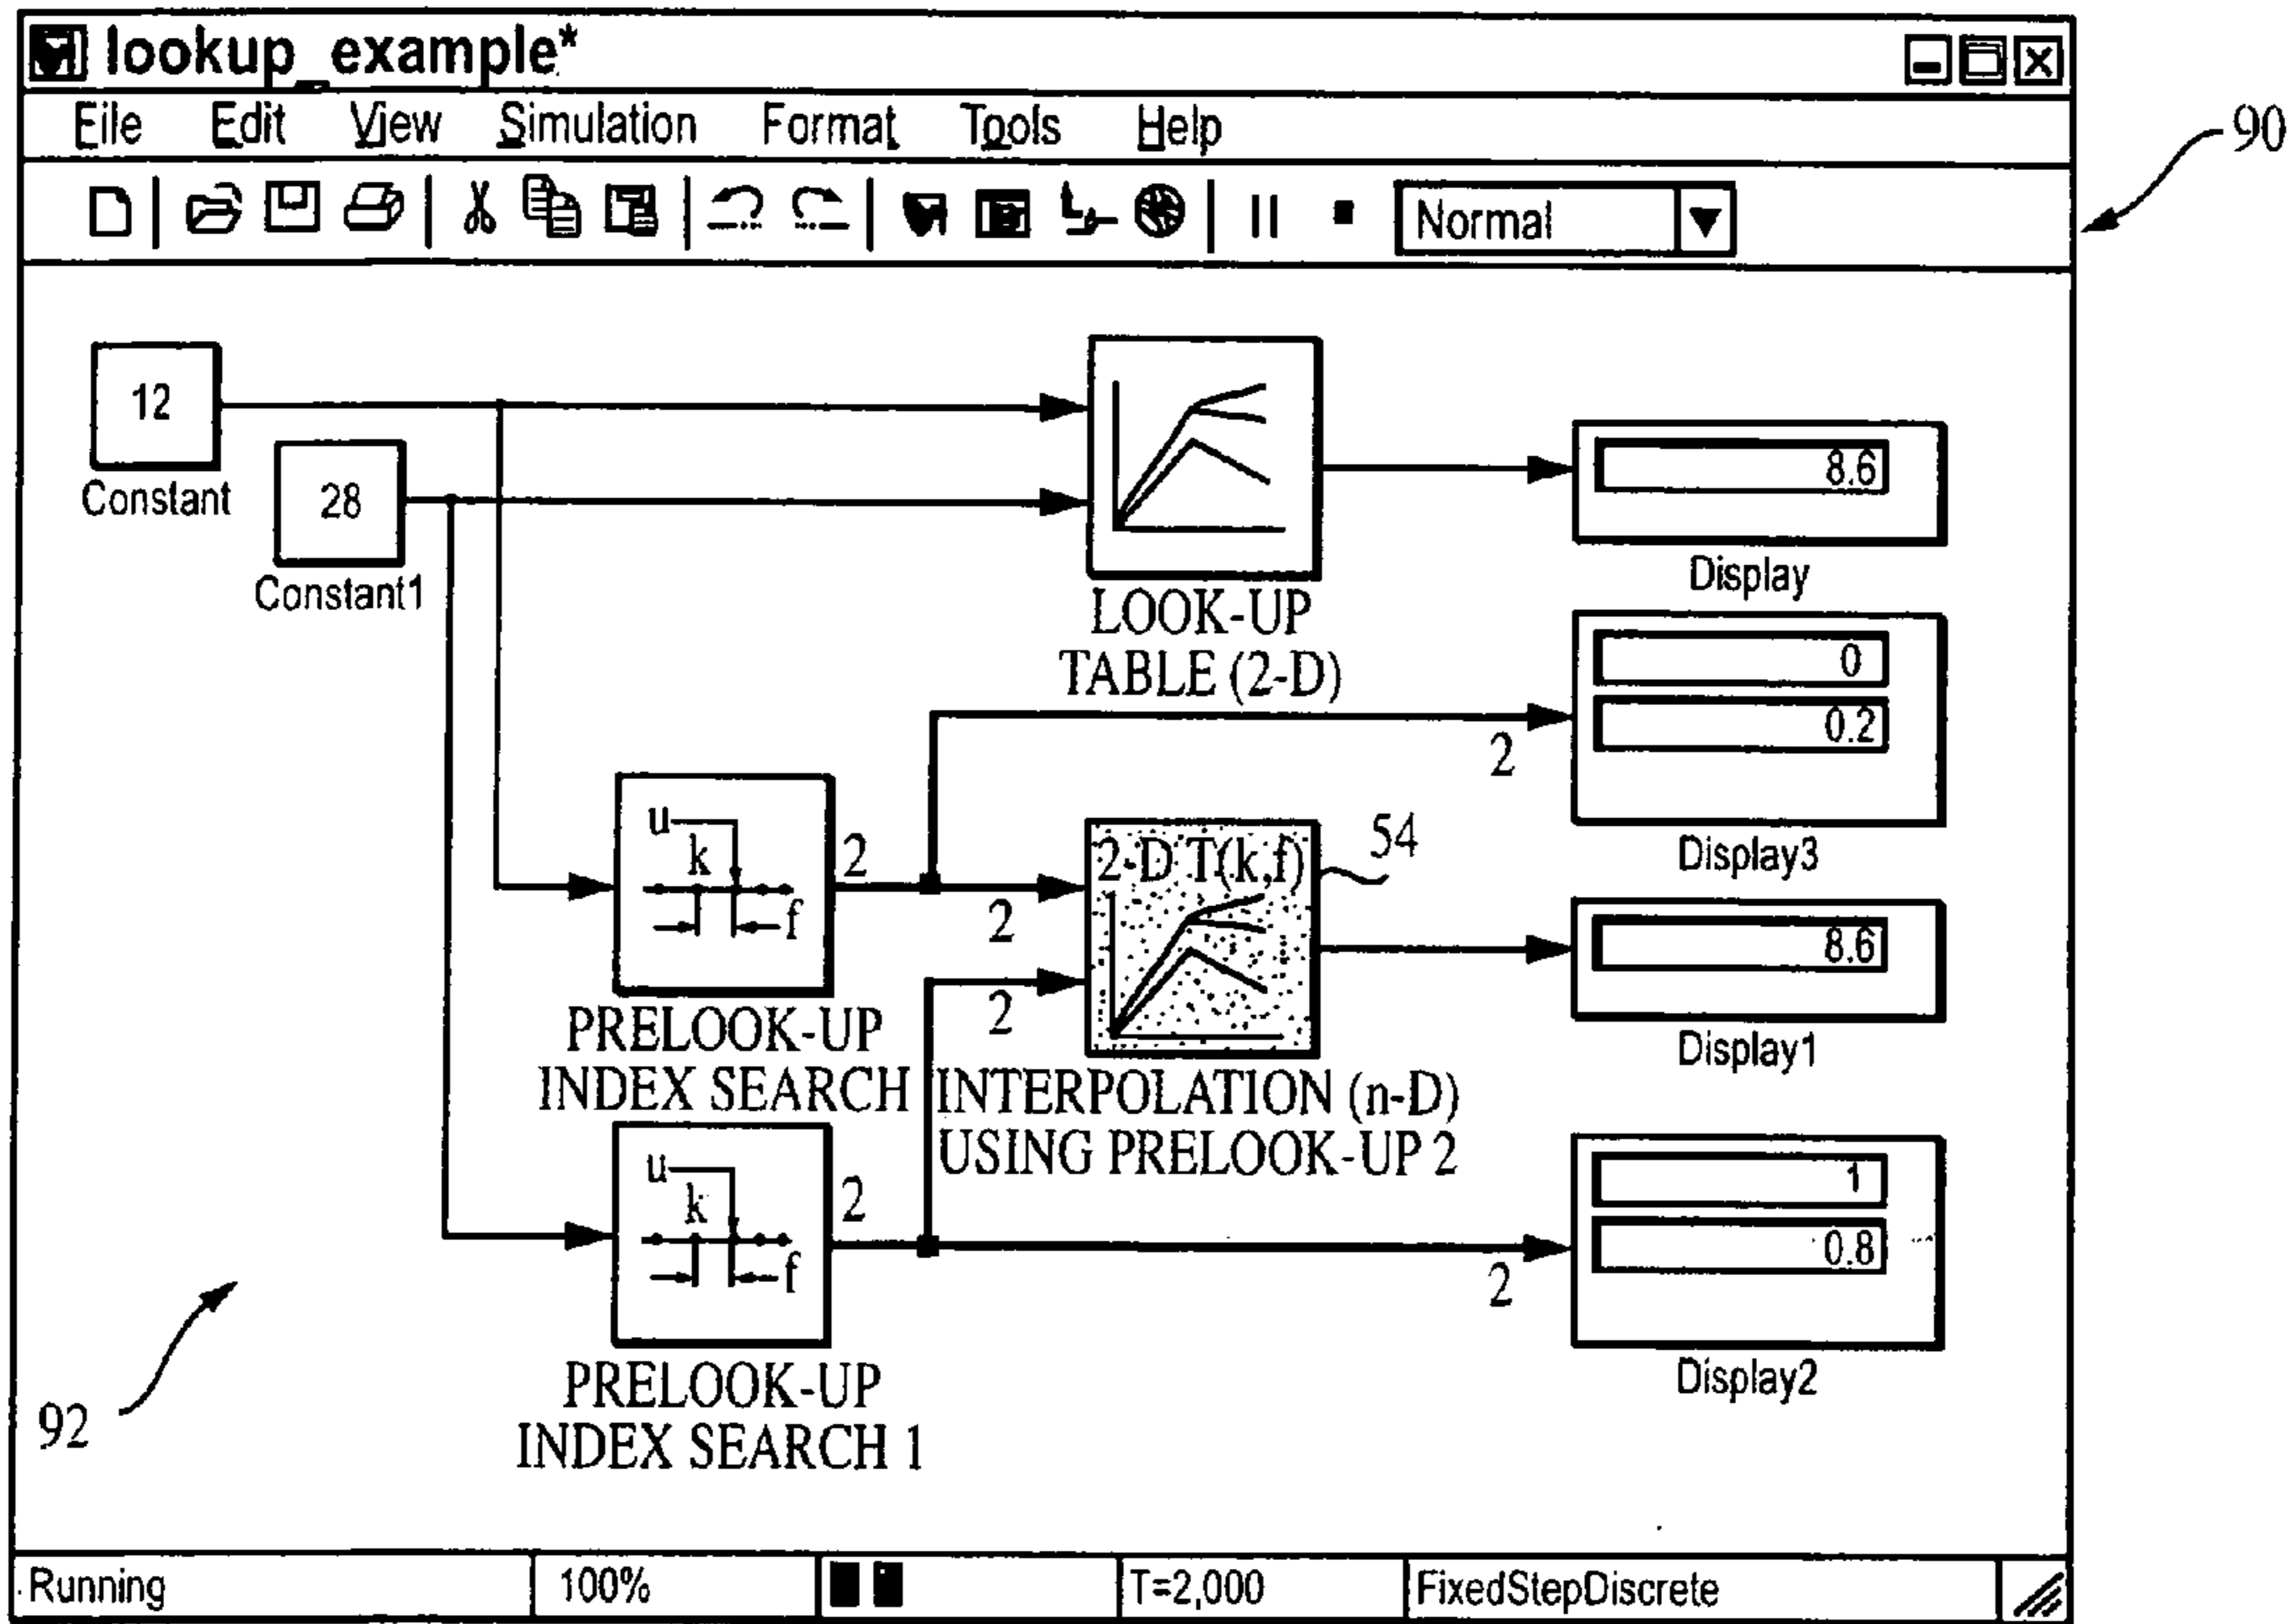 lookup_example*
File Edit View Simulation Format Tools Help
Normal
90
12
Constant
28
Constant1
LOOK-UP
TABLE (2-D)
8.6
Display
0
0.2
Display3
2
u
k
f
2
PRELOOK-UP
INDEX SEARCH
2
2
2-D T(k,f)
54
INTERPOLATION (n-D)
USING PRELOOK-UP 2
8.6
Display1
u
k
f
2
PRELOOK-UP
INDEX SEARCH 1
2
1
0.8
Display2
92
Running 100% T=2,000 FixedStepDiscrete